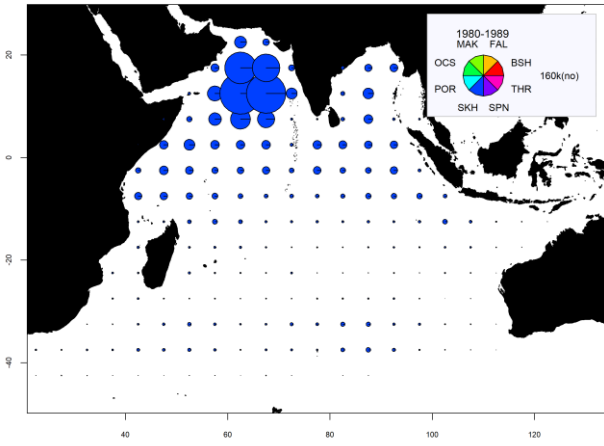 1980-1989
MAK FAL
OCS BSH
160k(no)
POR THR
SKH SPN
20
0
-20
-40
40 60 80 100 120